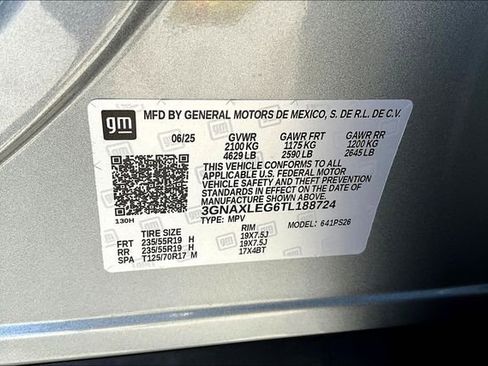 gm
MFD BY GENERAL MOTORS DE MEXICO, S. DE R.L. DE C.V.
06/25 GVWR GAWR FRT GAWR RR
2100 KG 1175 KG 1200 KG
4629 LB 2590 LB 2645 LB
THIS VEHICLE CONFORMS TO ALL
APPLICABLE U.S. FEDERAL MOTOR
VEHICLE SAFETY AND THEFT PREVENTION
STANDARDS IN EFFECT ON THE DATE OF
MANUFACTURE SHOWN ABOVE.
3GNAXLEG6TL188724
TYPE: MPV MODEL: 641PS26
130H
TIRE SIZE RIM
FRT 235/55R19 H 19X7.5J
RR 235/55R19 H 19X7.5J
SPA T125/70R17 M 17X4BT